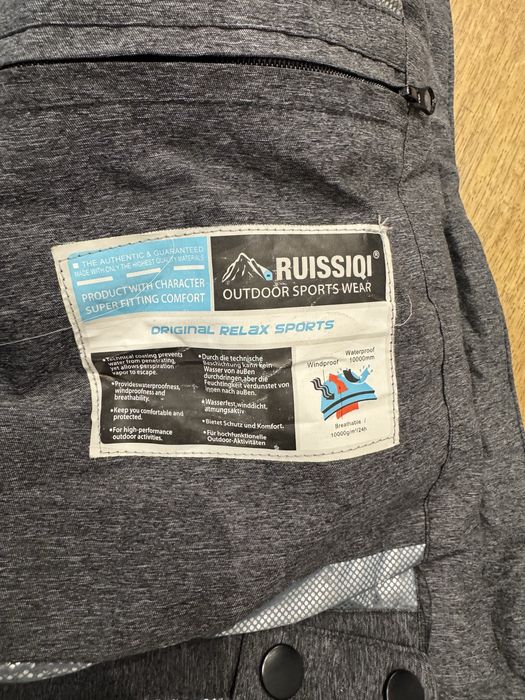 THE AUTHENTIC & GUARANTEED
MADE WITH ONLY THE HIGHEST QUALITY MATERIALS
PRODUCT WITH CHARACTER
SUPER FITTING COMFORT
RUISSIQI®
OUTDOOR SPORTS WEAR
ORIGINAL RELAX SPORTS
•Technical coating prevents
water from penetrating,
yet allows perspiration
vapor to escape.
•Provideswaterproofness,
windproofness and
breathability.
•Keep you comfortable and
protected.
•For high-performance
outdoor activities.
•Durch die technische
Beschichtung kann kein
Wasser von außen
durchdringen,aber die
Feuchtigkeit verdunstet von
innen nach außen.
•Wasserfest,winddicht,
atmungsaktiv.
•Bietet Schutz und Komfort.
•Für hochfunktionelle
Outdoor-Aktivitäten
Windproof
Waterproof
10000mm
Breathable /
10000g/m²/24h